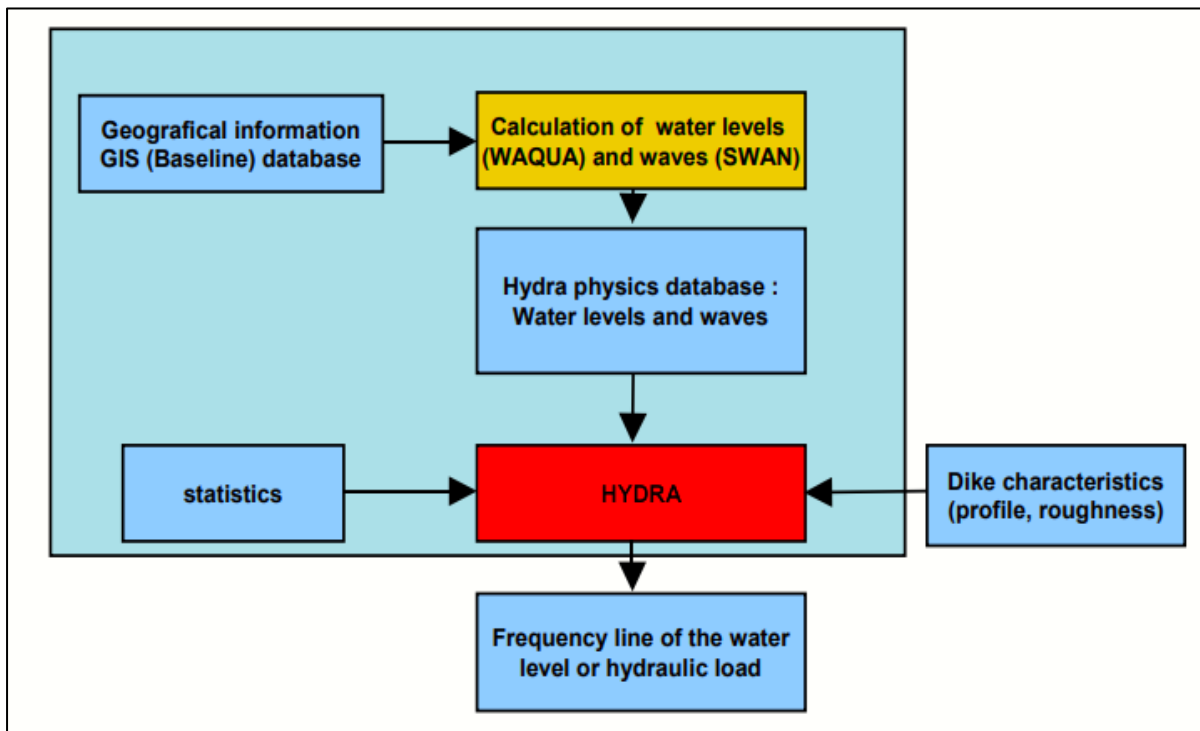 Geografical information
GIS (Baseline) database
Calculation of water levels
(WAQUA) and waves (SWAN)
Hydra physics database :
Water levels and waves
statistics
HYDRA
Dike characteristics
(profile, roughness)
Frequency line of the water
level or hydraulic load